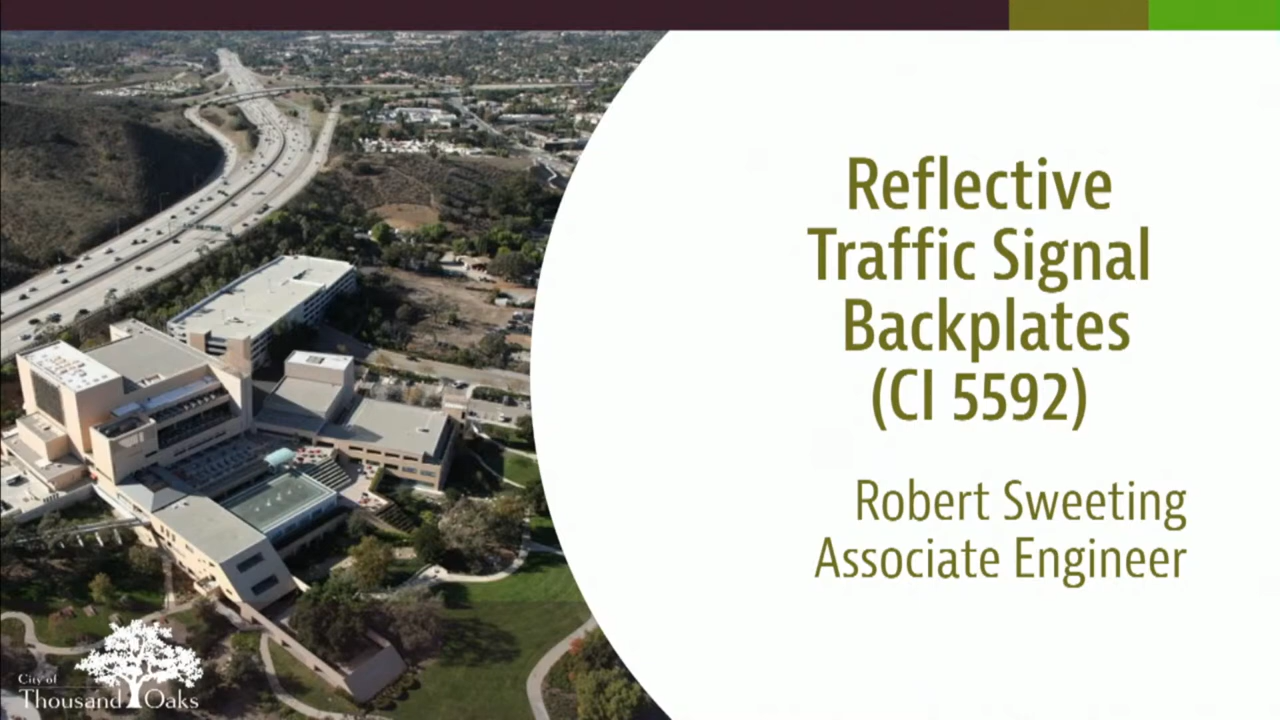 Reflective
Traffic Signal
Backplates
(CI 5592)
Robert Sweeting
Associate Engineer
City of
Thousand Oaks